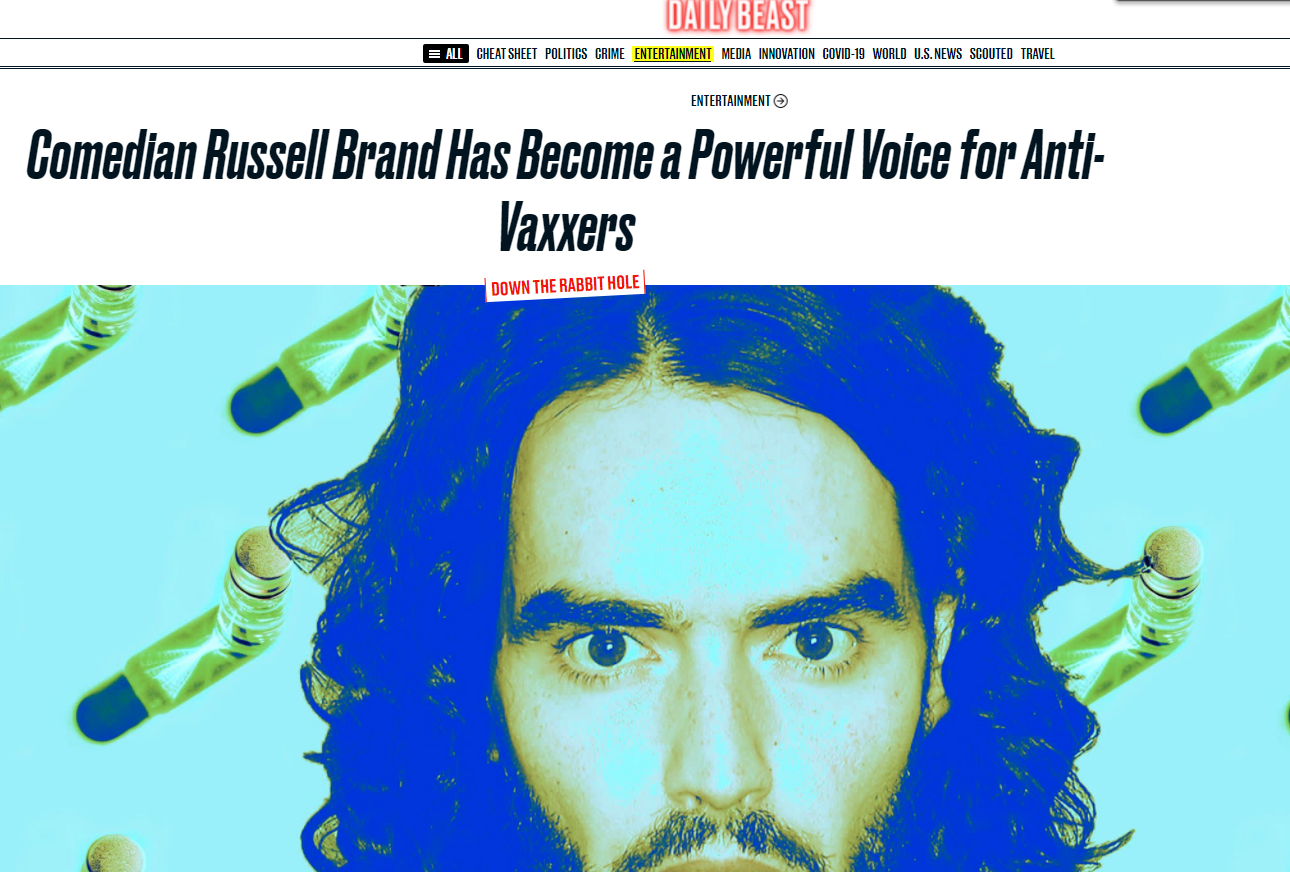 DAILY BEAST
ALL CHEAT SHEET POLITICS CRIME ENTERTAINMENT MEDIA INNOVATION COVID-19 WORLD U.S. NEWS SCOUTED TRAVEL
ENTERTAINMENT
Comedian Russell Brand Has Become a Powerful Voice for Anti-
Vaxxers
DOWN THE RABBIT HOLE